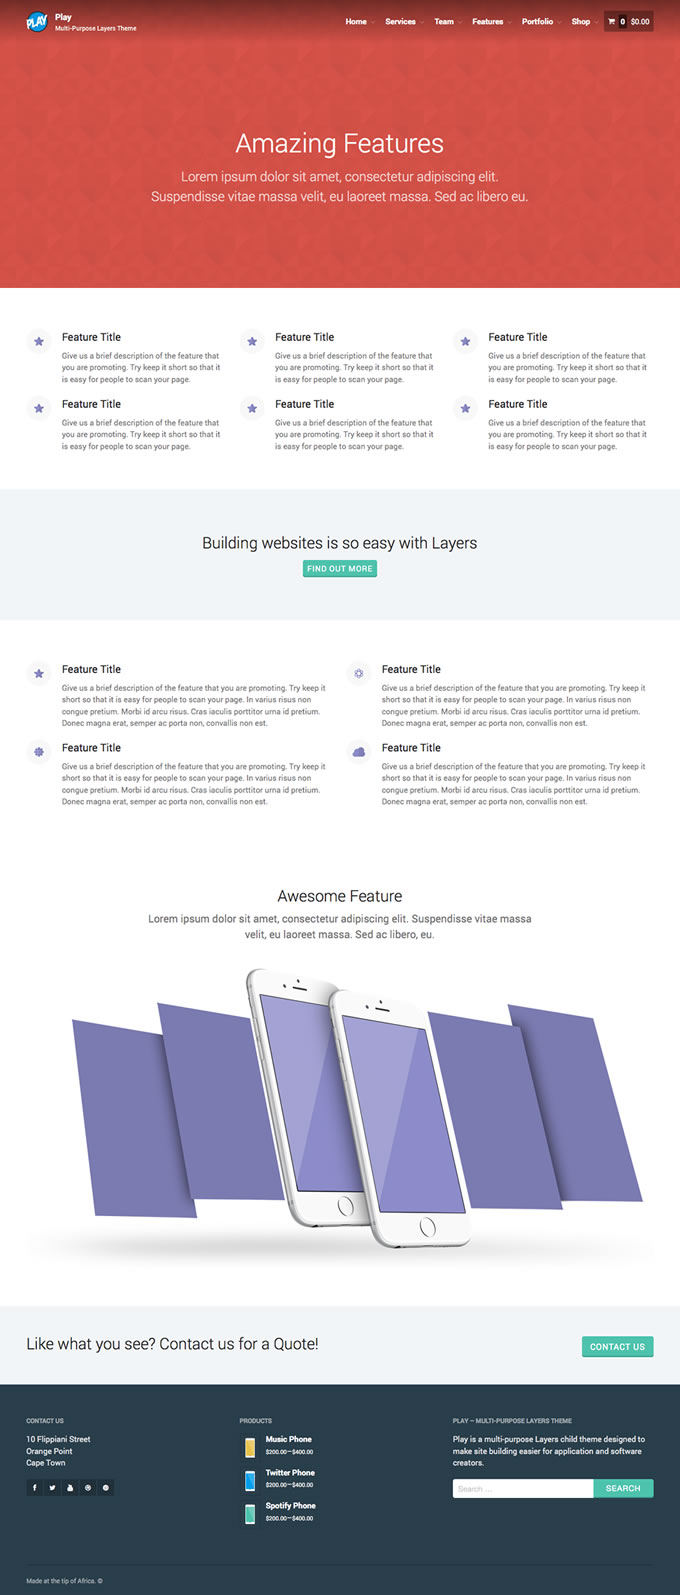 PLAY
Play
Multi-Purpose Layers Theme
Home Services Team Features Portfolio Shop 0 $0.00
Amazing Features
Lorem ipsum dolor sit amet, consectetur adipiscing elit.
Suspendisse vitae massa velit, eu laoreet massa. Sed ac libero eu.
Feature Title
Give us a brief description of the feature that
you are promoting. Try keep it short so that it
is easy for people to scan your page.
Feature Title
Give us a brief description of the feature that
you are promoting. Try keep it short so that it
is easy for people to scan your page.
Feature Title
Give us a brief description of the feature that
you are promoting. Try keep it short so that it
is easy for people to scan your page.
Feature Title
Give us a brief description of the feature that
you are promoting. Try keep it short so that it
is easy for people to scan your page.
Feature Title
Give us a brief description of the feature that
you are promoting. Try keep it short so that it
is easy for people to scan your page.
Feature Title
Give us a brief description of the feature that
you are promoting. Try keep it short so that it
is easy for people to scan your page.
Building websites is so easy with Layers
FIND OUT MORE
Feature Title
Give us a brief description of the feature that you are promoting. Try keep it
short so that it is easy for people to scan your page. In varius risus non
congue pretium. Morbi id arcu risus. Cras iaculis porttitor urna id pretium.
Donec magna erat, semper ac porta non, convallis non est.
Feature Title
Give us a brief description of the feature that you are promoting. Try keep it
short so that it is easy for people to scan your page. In varius risus non
congue pretium. Morbi id arcu risus. Cras iaculis porttitor urna id pretium.
Donec magna erat, semper ac porta non, convallis non est.
Feature Title
Give us a brief description of the feature that you are promoting. Try keep it
short so that it is easy for people to scan your page. In varius risus non
congue pretium. Morbi id arcu risus. Cras iaculis porttitor urna id pretium.
Donec magna erat, semper ac porta non, convallis non est.
Feature Title
Give us a brief description of the feature that you are promoting. Try keep it
short so that it is easy for people to scan your page. In varius risus non
congue pretium. Morbi id arcu risus. Cras iaculis porttitor urna id pretium.
Donec magna erat, semper ac porta non, convallis non est.
Awesome Feature
Lorem ipsum dolor sit amet, consectetur adipiscing elit. Suspendisse vitae massa
velit, eu laoreet massa. Sed ac libero, eu.
Like what you see? Contact us for a Quote!
CONTACT US
CONTACT US
10 Flippiani Street
Orange Point
Cape Town
PRODUCTS
Music Phone
$200.00–$400.00
Twitter Phone
$200.00–$400.00
Spotify Phone
$200.00–$400.00
PLAY – MULTI-PURPOSE LAYERS THEME
Play is a multi-purpose Layers child theme designed to
make site building easier for application and software
creators.
Search ...
SEARCH
Made at the tip of Africa. ©